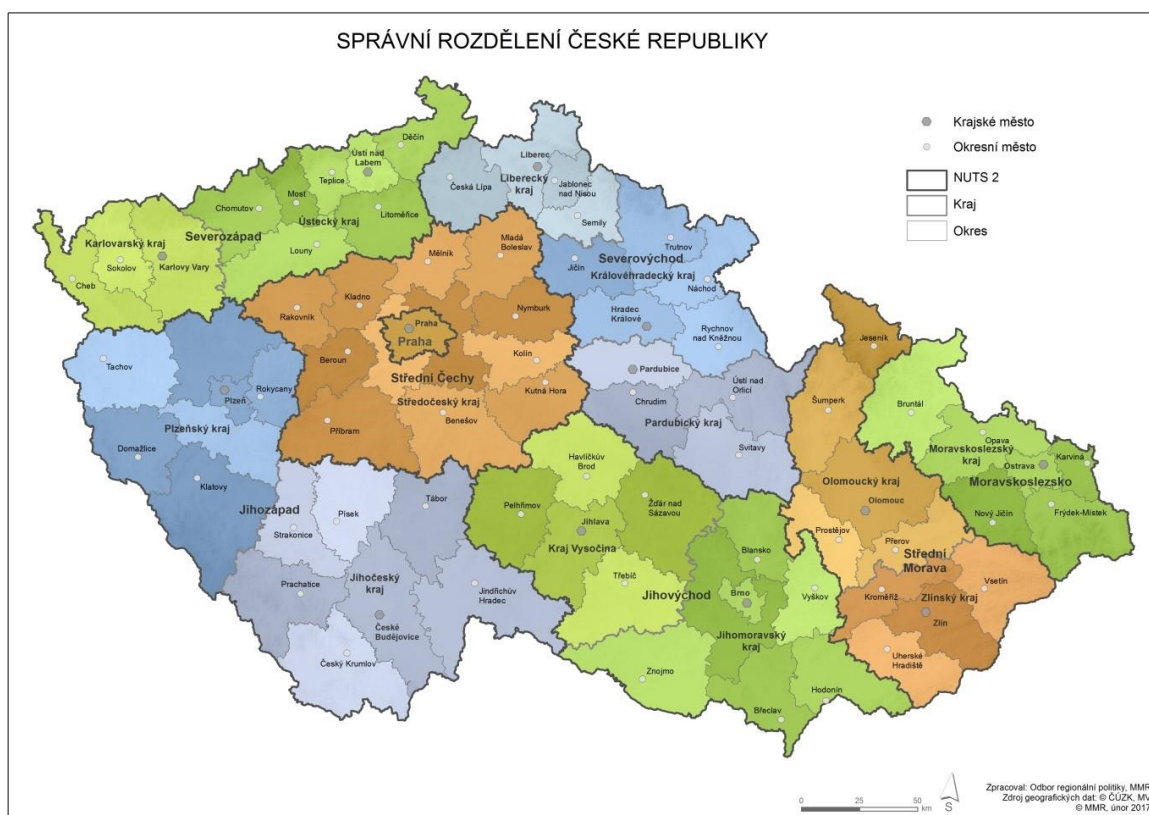 SPRÁVNÍ ROZDĚLENÍ ČESKÉ REPUBLIKY
Krajské město
Okresní město
NUTS 2
Kraj
Okres
Děčín
Ústí nad
Labem
Teplice
Most
Chomutov
Litoměřice
Ústecký kraj
Severozápad
Louny
Karlovarský kraj
Sokolov
Karlovy Vary
Cheb
Liberec
Liberecký
kraj
Česká Lípa
Jablonec
nad Nisou
Semily
Trutnov
Severovýchod
Jičín
Královéhradecký kraj
Náchod
Hradec
Králové
Rychnov
nad Kněžnou
Mladá
Boleslav
Mělník
Kladno
Rakovník
Nymburk
Praha
Praha
Beroun
Kolín
Střední Čechy
Kutná Hora
Středočeský kraj
Benešov
Příbram
Tachov
Rokycany
Plzeň
Plzeňský kraj
Domažlice
Klatovy
Pardubice
Chrudim
Ústí nad
Orlicí
Pardubický kraj
Svitavy
Jihozápad
Písek
Strakonice
Tábor
Prachatice
Jihočeský
kraj
Jindřichův
Hradec
České
Budějovice
Český Krumlov
Havlíčkův
Brod
Pelhřimov
Žďár nad
Sázavou
Jihlava
Kraj Vysočina
Třebíč
Jihovýchod
Blansko
Brno
Vyškov
Jihomoravský
kraj
Znojmo
Hodonín
Břeclav
Jeseník
Šumperk
Olomoucký kraj
Olomouc
Prostějov
Přerov
Střední
Morava
Vsetín
Kroměříž
Zlínský kraj
Zlín
Uherské
Hradiště
Bruntál
Opava
Moravskoslezský
kraj
Karviná
Ostrava
Moravskoslezsko
Nový Jičín
Frýdek-Místek
0 25 50
km
S
Zpracoval: Odbor regionální politiky, MMR
Zdroj geografických dat: © ČÚZK, MV
© MMR, únor 2017